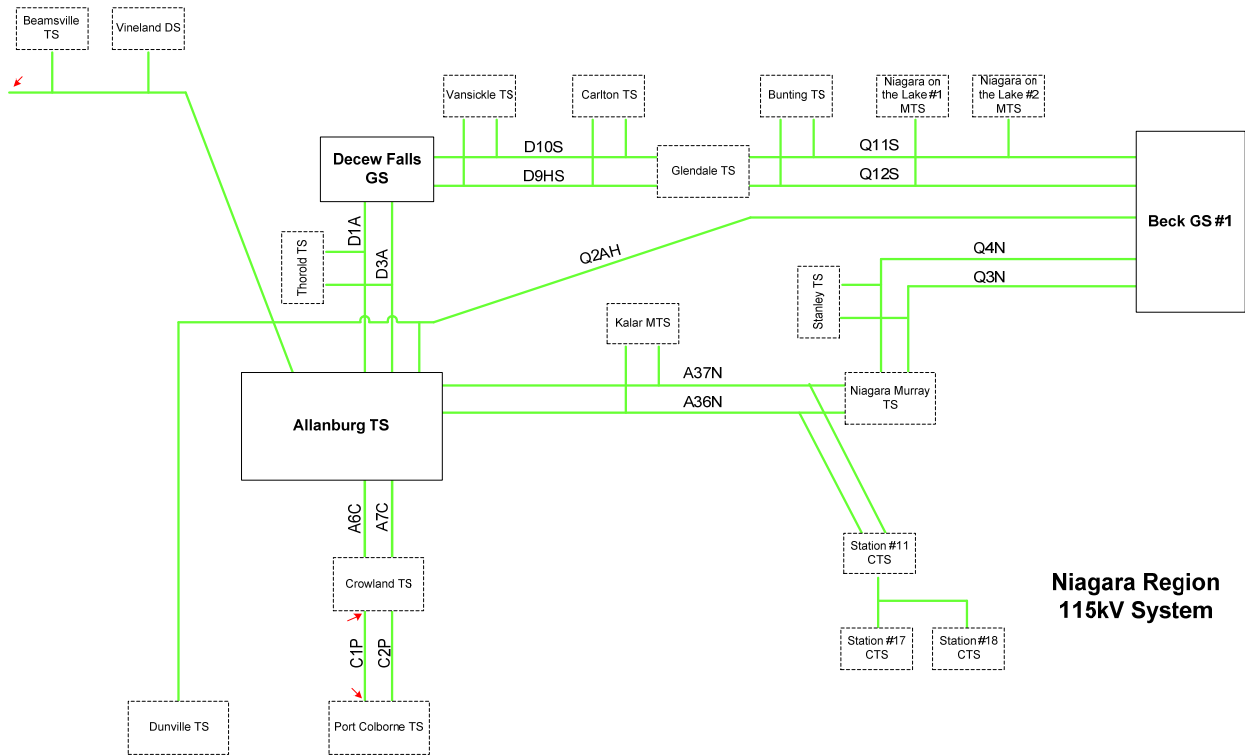 Beamsville
TS
Vineland DS
Vansickle TS
Carlton TS
Bunting TS
Niagara on
the Lake #1
MTS
Niagara on
the Lake #2
MTS
Decew Falls
GS
D10S
D9HS
Glendale TS
Q11S
Q12S
Beck GS #1
Thorold TS
D1A
D3A
Q2AH
Q4N
Q3N
Stanley TS
Kalar MTS
A37N
A36N
Niagara Murray
TS
Allanburg TS
A6C
A7C
Crowland TS
C1P
C2P
Station #11
CTS
Station #17
CTS
Station #18
CTS
Niagara Region
115kV System
Dunville TS
Port Colborne TS